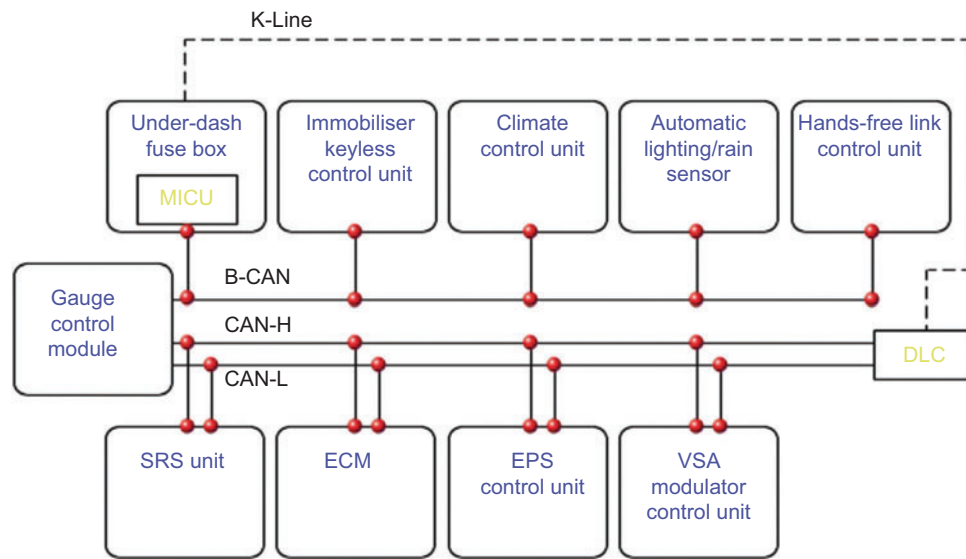 K-Line
Under-dash
fuse box
MICU
Immobiliser
keyless
control unit
Climate
control unit
Automatic
lighting/rain
sensor
Hands-free link
control unit
B-CAN
Gauge
control
module
CAN-H
CAN-L
DLC
SRS unit
ECM
EPS
control unit
VSA
modulator
control unit